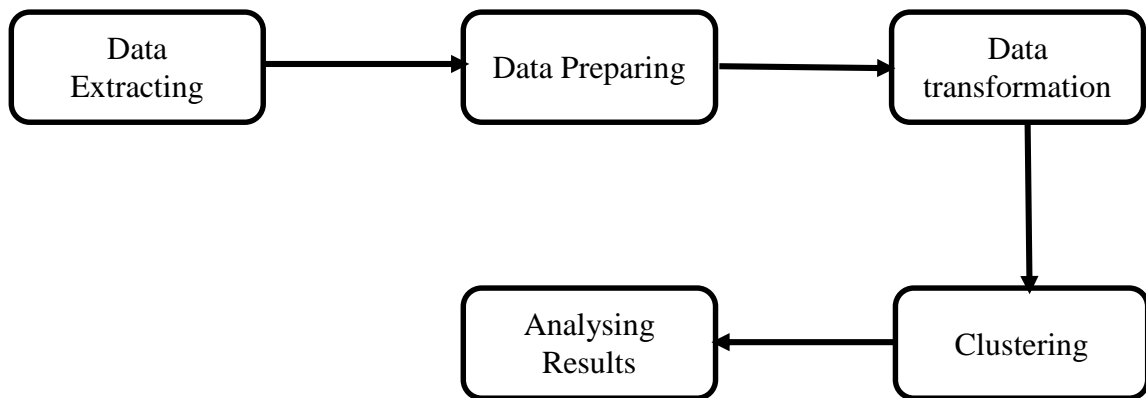 Data
Extracting
Data Preparing
Data
transformation
Clustering
Analysing
Results